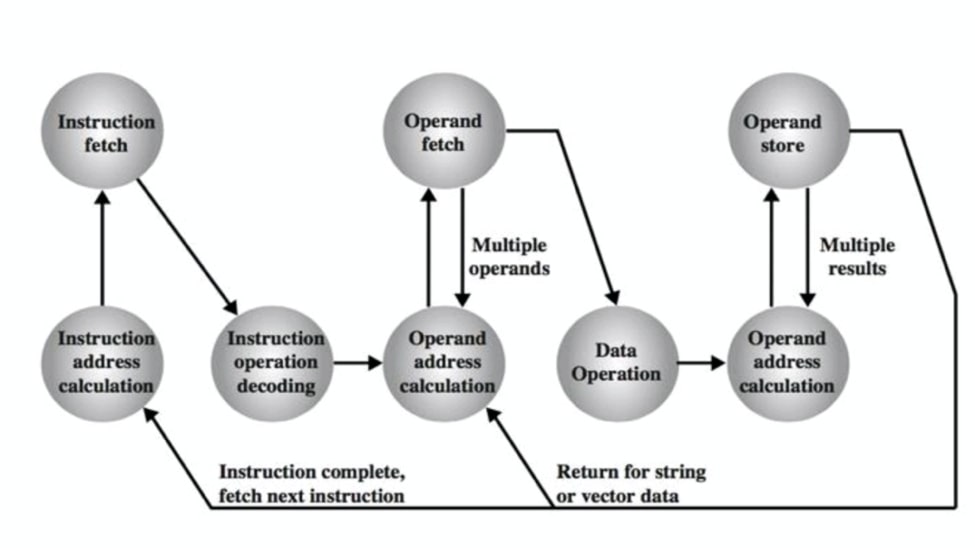 Instruction
fetch
Operand
fetch
Operand
store
Multiple
operands
Multiple
results
Instruction
address
calculation
Instruction
operation
decoding
Operand
address
calculation
Data
Operation
Operand
address
calculation
Instruction complete,
fetch next instruction
Return for string
or vector data